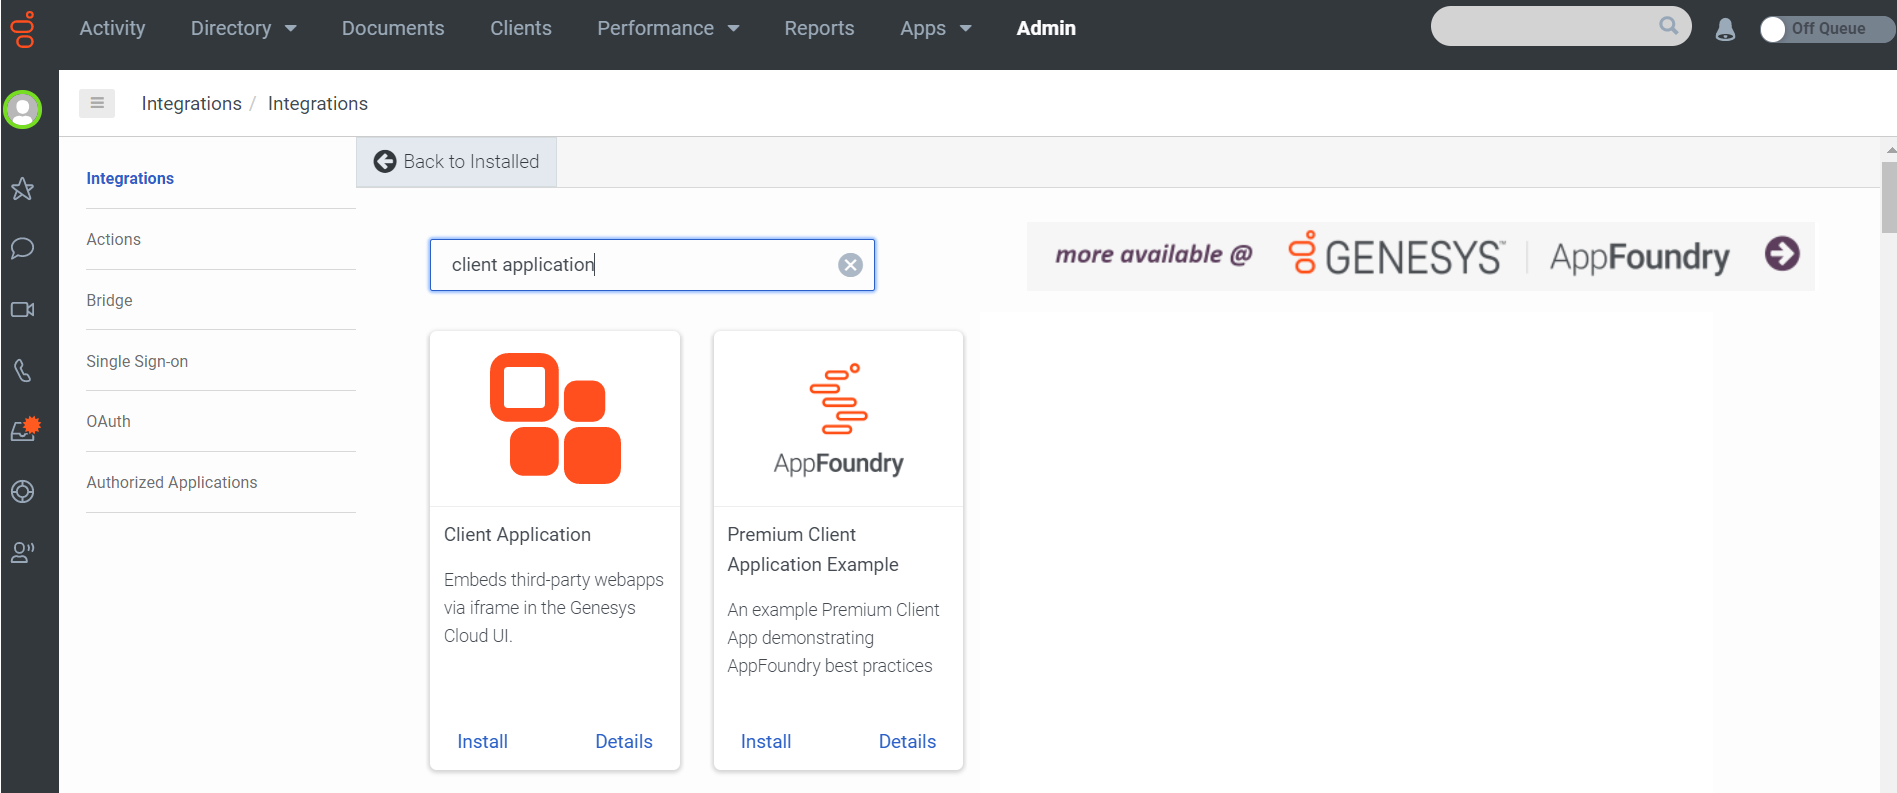 Activity Directory Documents Clients Performance Reports Apps Admin Off Queue
Integrations / Integrations
Integrations
Actions
Bridge
Single Sign-on
OAuth
Authorized Applications
Back to Installed
client application
more available @ GENESYS™ AppFoundry
AppFoundry
Client Application
Embeds third-party webapps
via iframe in the Genesys
Cloud UI.
Install Details
Premium Client
Application Example
An example Premium Client
App demonstrating
AppFoundry best practices
Install Details